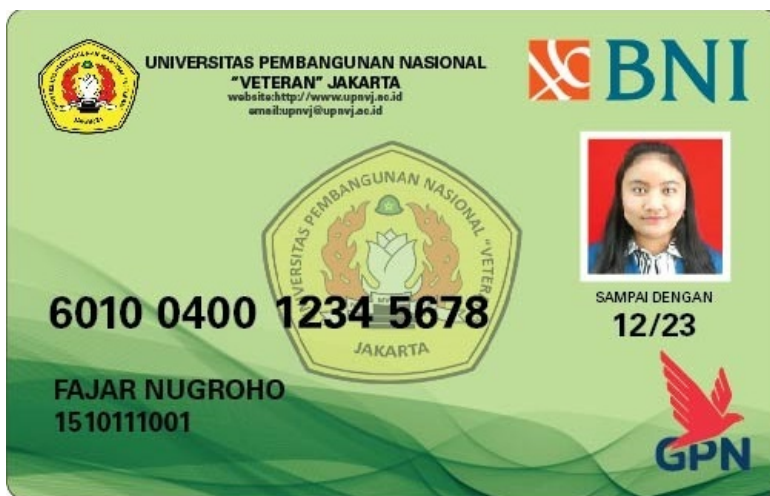 UNIVERSITAS PEMBANGUNAN NASIONAL
"VETERAN" JAKARTA
website:http://www.upnvj.ac.id
email:upnvj@upnvj.ac.id
BNI
UNIVERSITAS PEMBANGUNAN NASIONAL "VETER
JAKARTA
SAMPAI DENGAN
12/23
6010 0400 1234 5678
FAJAR NUGROHO
1510111001
GPN